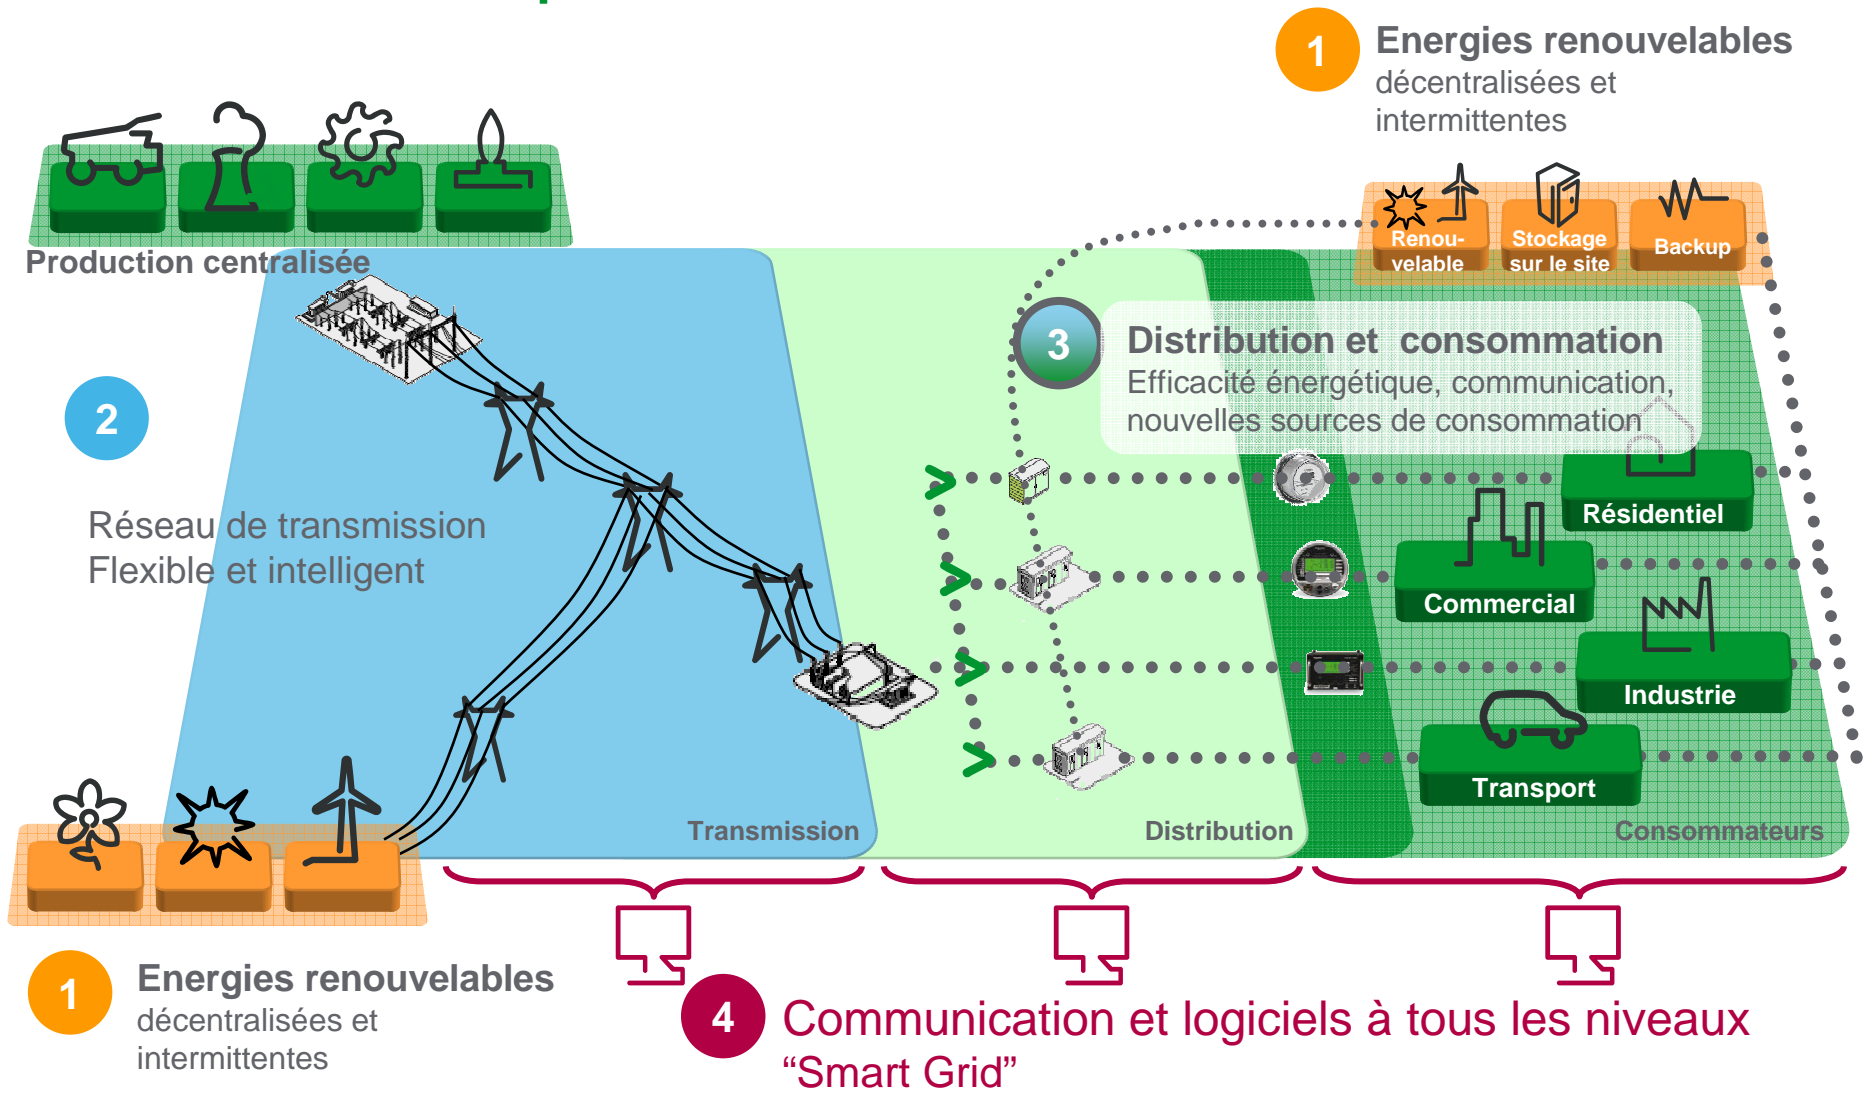 1
Energies renouvelables
décentralisées et
intermittentes
Renou-
velable
Stockage
sur le site
Backup
Production centralisée
3
Distribution et consommation
Efficacité énergétique, communication,
nouvelles sources de consommation
2
Réseau de transmission
Flexible et intelligent
Résidentiel
Commercial
Industrie
Transport
Transmission
Distribution
Consommateurs
1
Energies renouvelables
décentralisées et
intermittentes
4
Communication et logiciels à tous les niveaux
“Smart Grid”